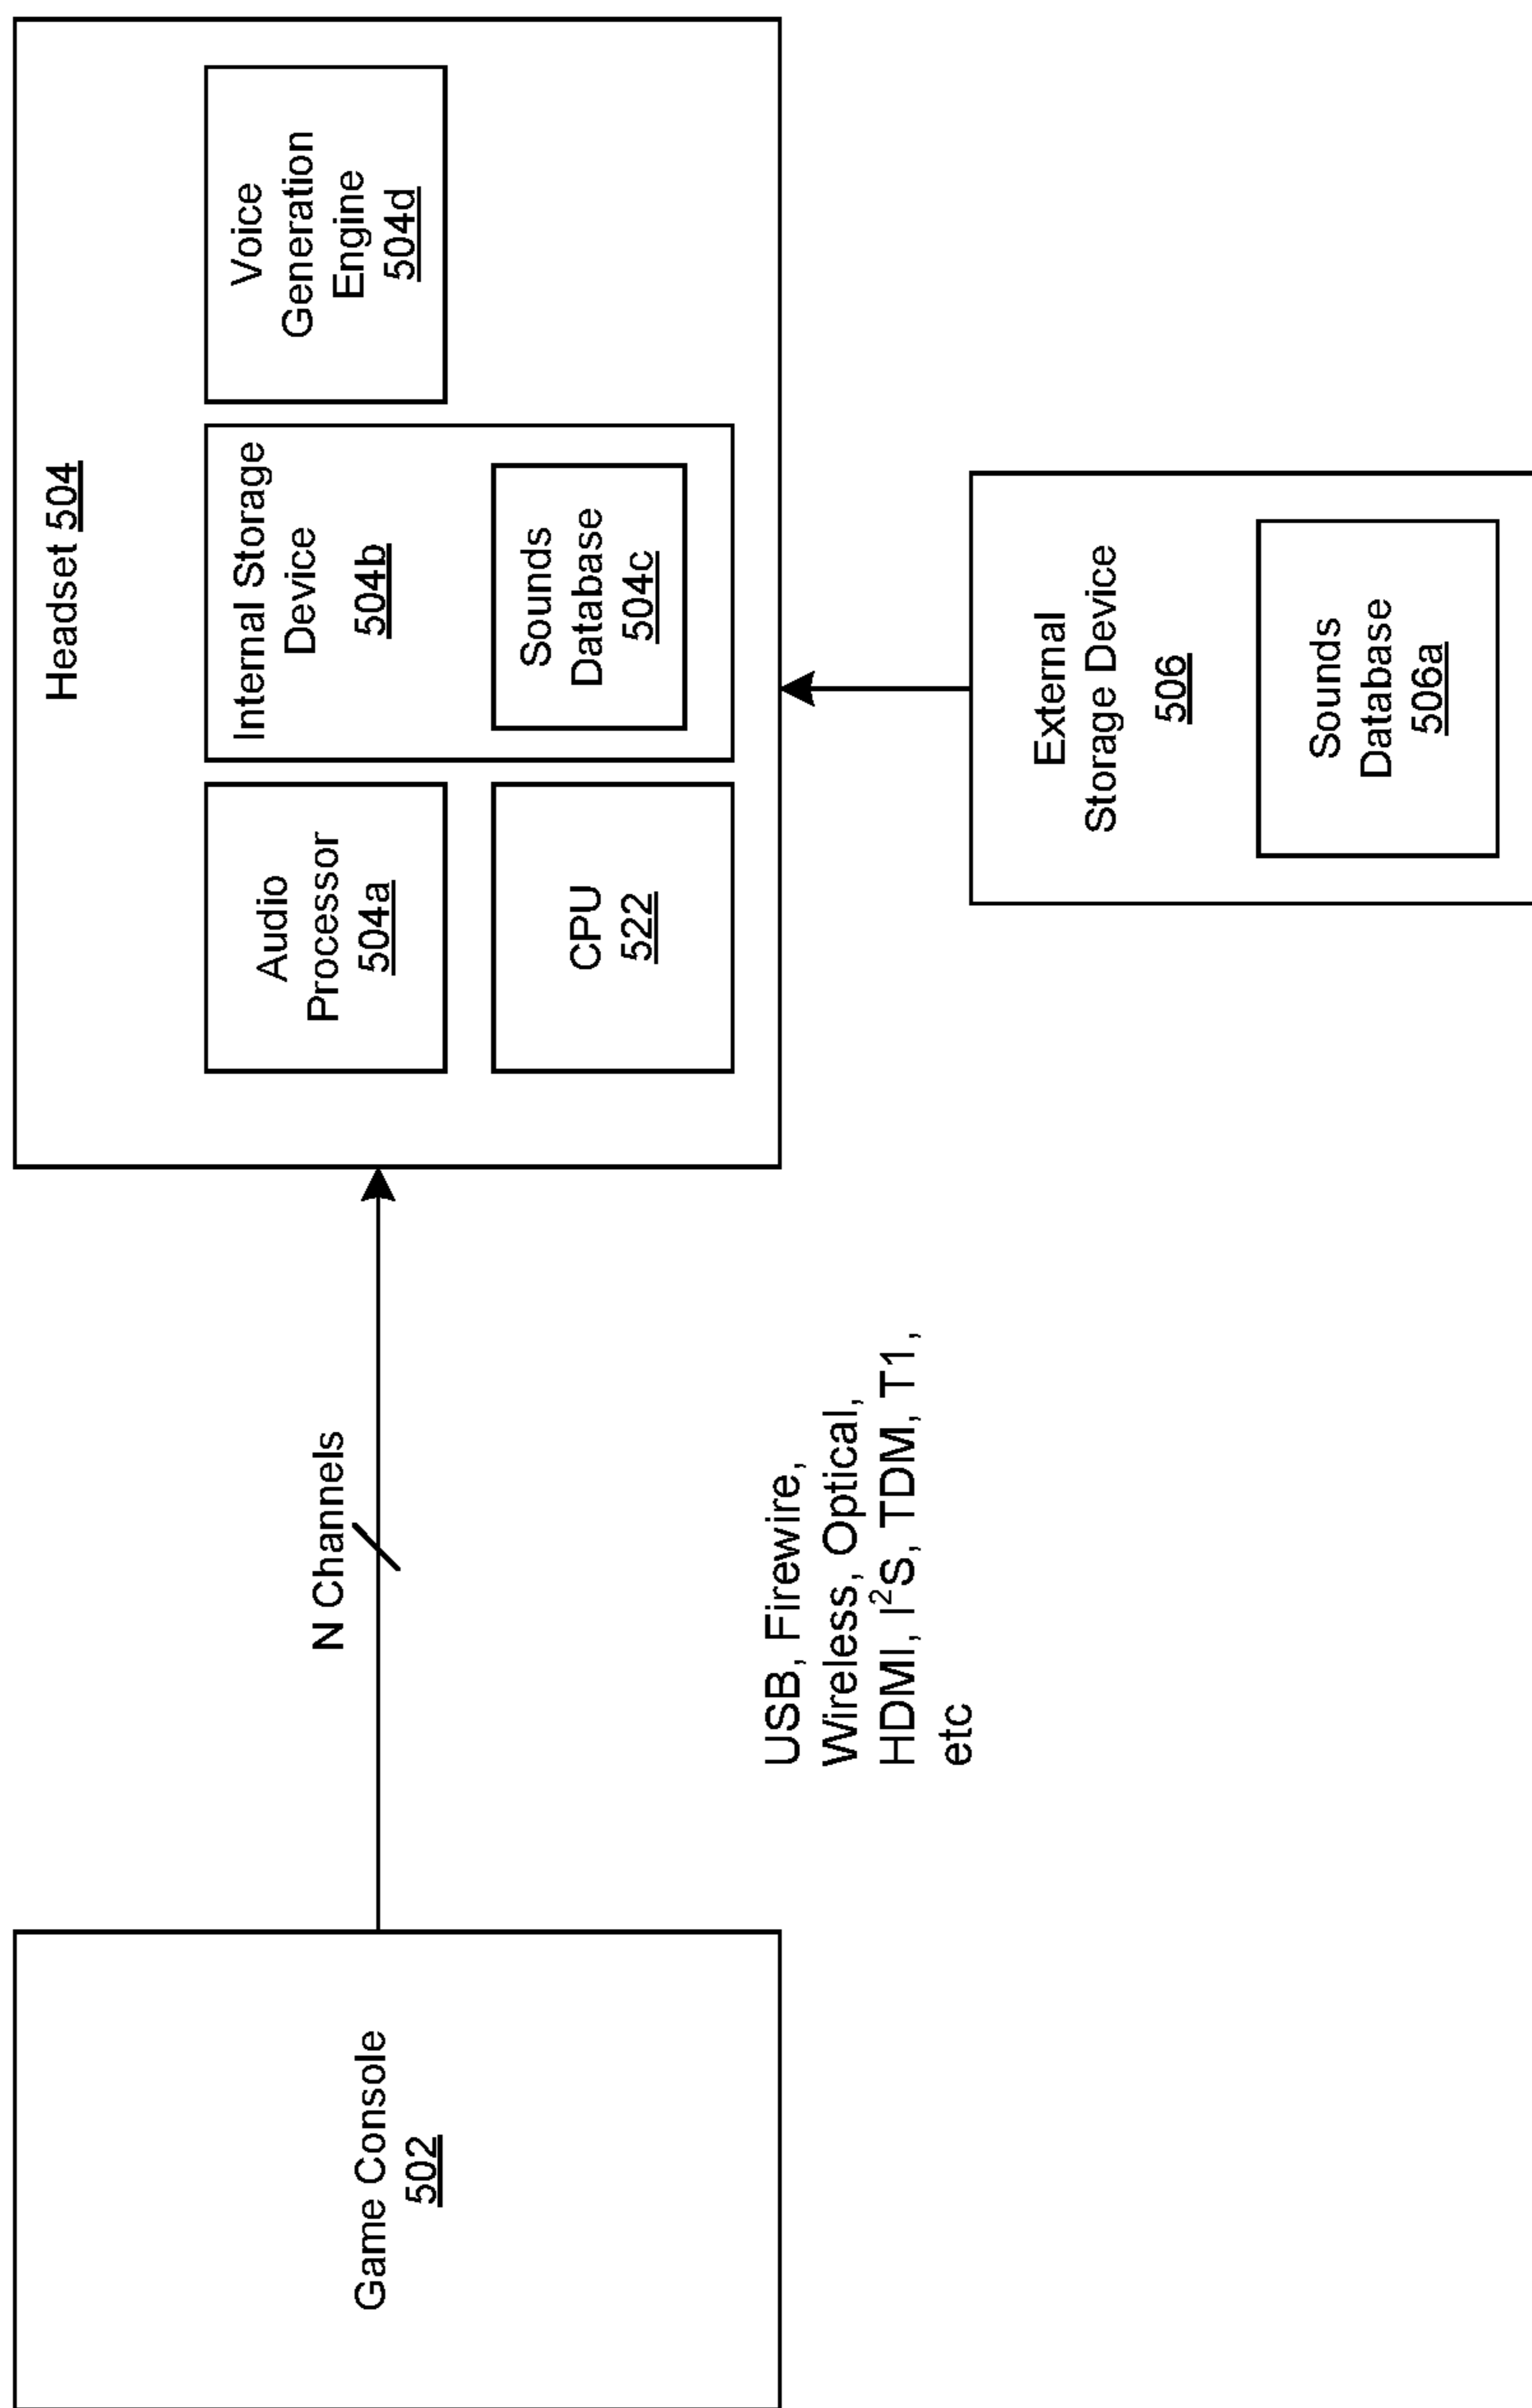 Game Console
502
N Channels
USB, Firewire,
Wireless, Optical,
HDMI, I²S, TDM, T1,
etc
Headset 504
Audio
Processor
504a
CPU
522
Internal Storage
Device
504b
Sounds
Database
504c
Voice
Generation
Engine
504d
External
Storage Device
506
Sounds
Database
506a